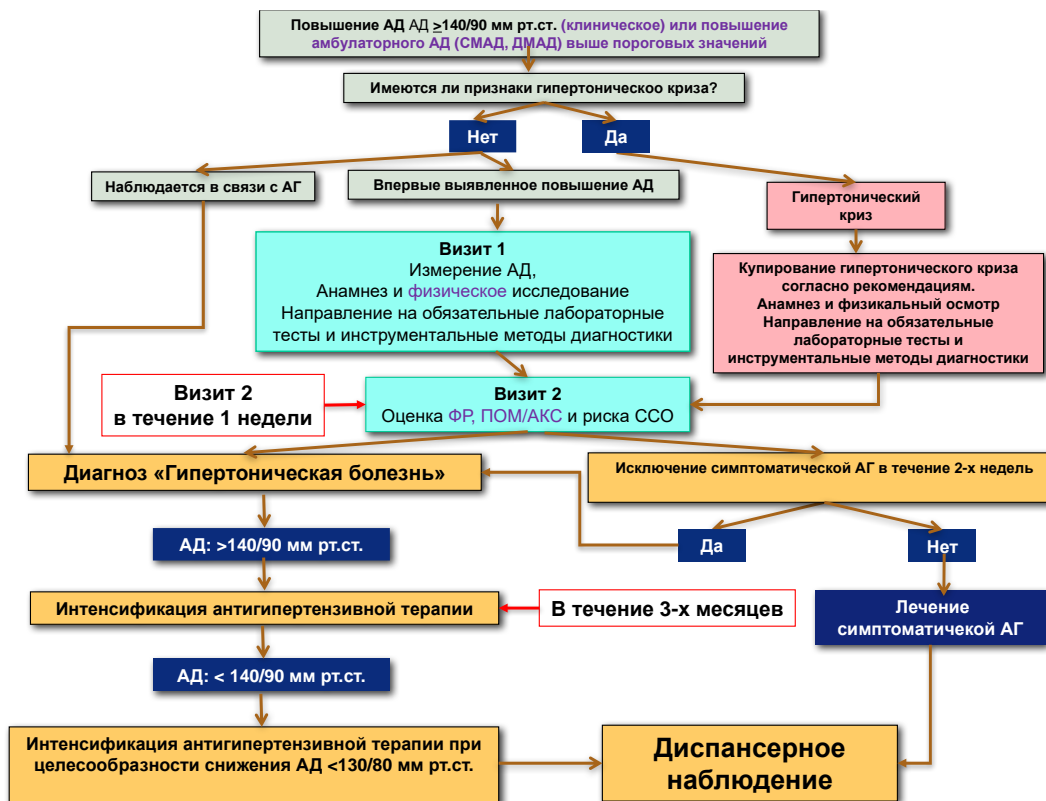 Повышение АД АД >140/90 мм рт.ст. (клиническое) или повышение
амбулаторного АД (СМАД, ДМАД) выше пороговых значений
Имеются ли признаки гипертоническоо криза?
Нет
Да
Наблюдается в связи с АГ
Впервые выявленное повышение АД
Гипертонический
криз
Визит 1
Измерение АД,
Анамнез и физическое исследование
Направление на обязательные лабораторные
тесты и инструментальные методы диагностики
Купирование гипертонического криза
согласно рекомендациям.
Анамнез и физикальный осмотр
Направление на обязательные
лабораторные тесты и
инструментальные методы диагностики
Визит 2
в течение 1 недели
Визит 2
Оценка ФР, ПОМ/АКС и риска ССО
Диагноз «Гипертоническая болезнь»
Исключение симптоматической АГ в течение 2-х недель
АД: >140/90 мм рт.ст.
Да
Нет
Интенсификация антигипертензивной терапии
В течение 3-х месяцев
Лечение
симптоматичекой АГ
АД: < 140/90 мм рт.ст.
Интенсификация антигипертензивной терапии при
целесообразности снижения АД <130/80 мм рт.ст.
Диспансерное
наблюдение